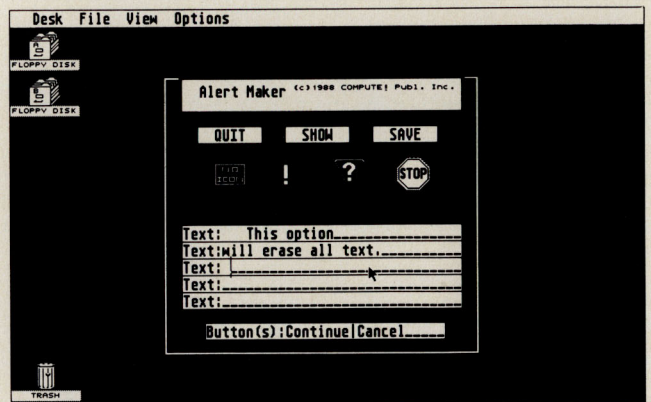 Desk File View Options
A
FLOPPY DISK
B
FLOPPY DISK
Alert Maker (c)1988 COMPUTE! Publ. Inc.
QUIT SHOW SAVE
NO ICON ! ? STOP
Text: This option
Text:will erase all text.
Text:
Text:
Text:
Button(s):Continue|Cancel
TRASH